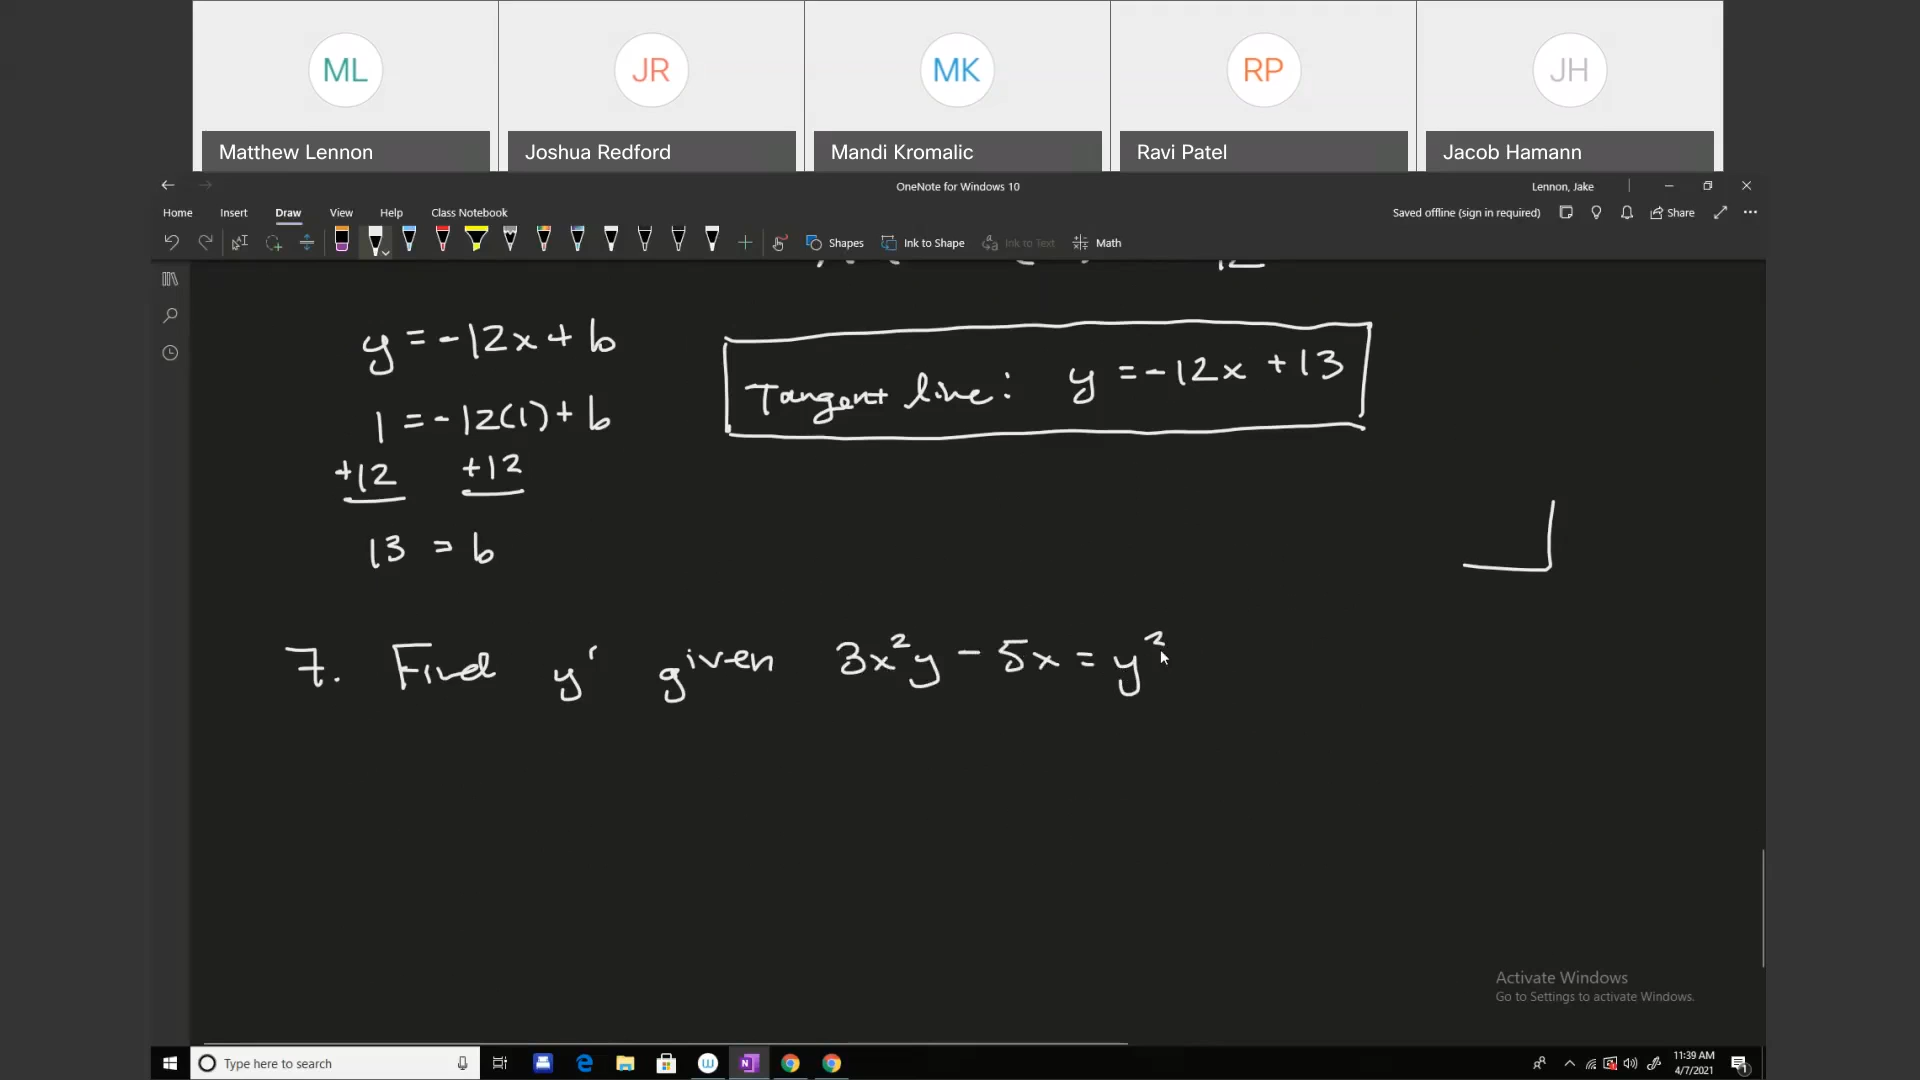 ML JR MK RP JH
Matthew Lennon Joshua Redford Mandi Kromalic Ravi Patel Jacob Hamann
OneNote for Windows 10 Lennon, Jake
Home Insert Draw View Help Class Notebook Saved offline (sign in required) Share
Shapes Ink to Shape Ink to Text Math
12
y = -12x + b
Tangent line: y = -12x + 13
1 = -12(1) + b
+12 +12
13 = b
7. Find y' given 3x²y - 5x = y²
Activate Windows
Go to Settings to activate Windows.
Type here to search
11:39 AM
4/7/2021